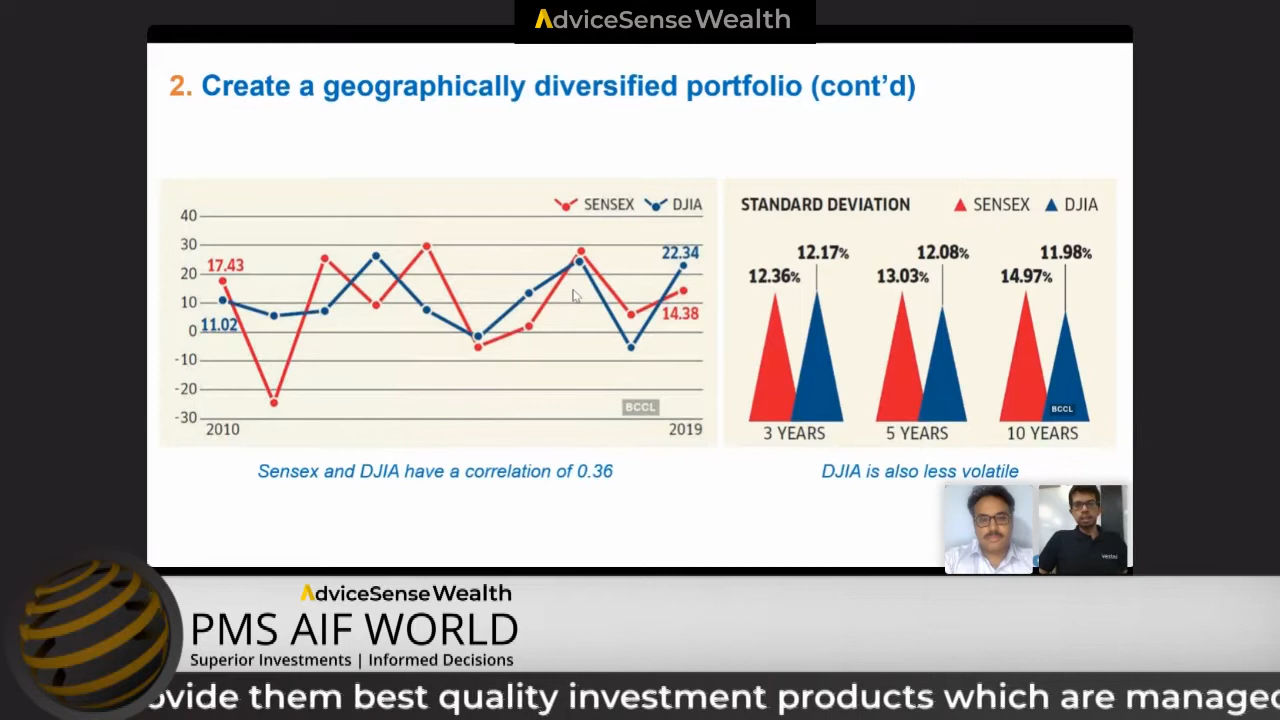 AdviceSense Wealth
2. Create a geographically diversified portfolio (cont'd)
SENSEX DJIA
40
30
20
10
0
-10
-20
-30
17.43
11.02
22.34
14.38
BCCL
2010 2019
STANDARD DEVIATION SENSEX DJIA
12.36% 12.17%
13.03% 12.08%
14.97% 11.98%
BCCL
3 YEARS 5 YEARS 10 YEARS
Sensex and DJIA have a correlation of 0.36
DJIA is also less volatile
AdviceSense Wealth
PMS AIF WORLD
Superior Investments | Informed Decisions
ovide them best quality investment products which are managed